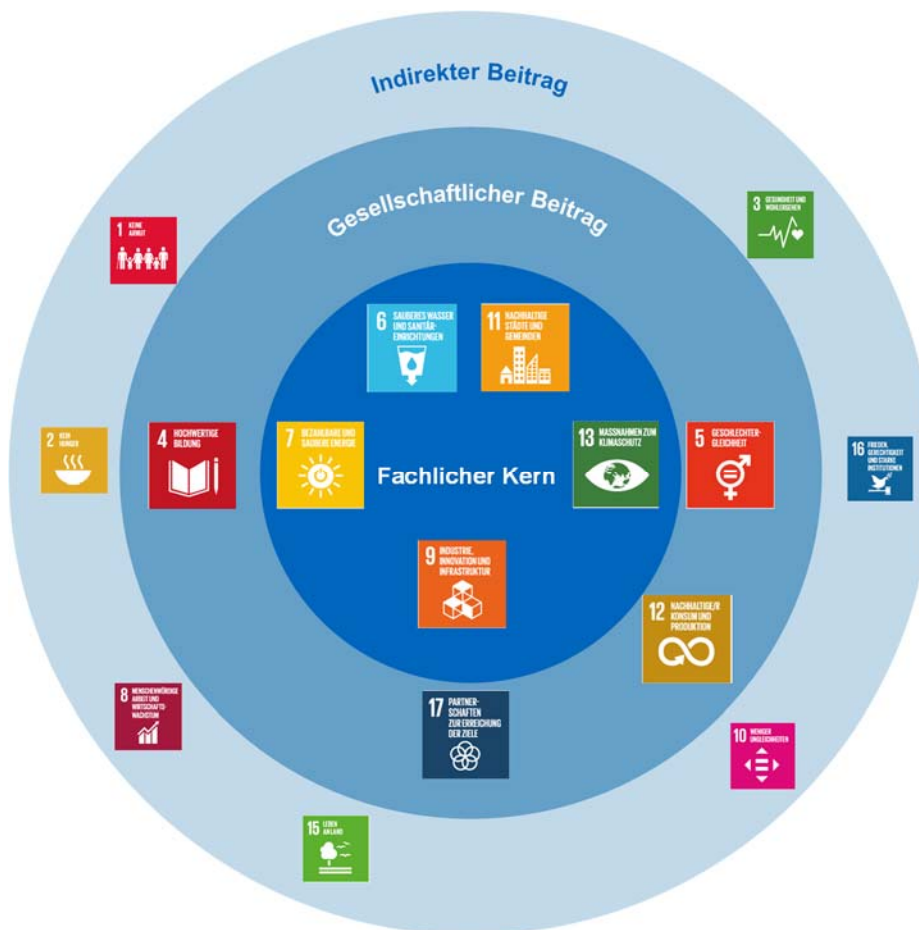 Indirekter Beitrag
Gesellschaftlicher Beitrag
1 KEINE
ARMUT
3 GESUNDHEIT UND
WOHLERGEHEN
6 SAUBERES WASSER
UND SANITÄR-
EINRICHTUNGEN
11 NACHHALTIGE
STÄDTE UND
GEMEINDEN
2 KEIN
HUNGER
4 HOCHWERTIGE
BILDUNG
7 BEZAHLBARE UND
SAUBERE ENERGIE
Fachlicher Kern
13 MASSNAHMEN ZUM
KLIMASCHUTZ
5 GESCHLECHTER-
GLEICHHEIT
16 FRIEDEN,
GERECHTIGKEIT
UND STARKE
INSTITUTIONEN
9 INDUSTRIE,
INNOVATION UND
INFRASTRUKTUR
12 NACHHALTIGE/R
KONSUM UND
PRODUKTION
8 MENSCHENWÜRDIGE
ARBEIT UND
WIRTSCHAFTS-
WACHSTUM
17 PARTNER-
SCHAFTEN
ZUR ERREICHUNG
DER ZIELE
10 WENIGER
UNGLEICHHEITEN
15 LEBEN
AN LAND